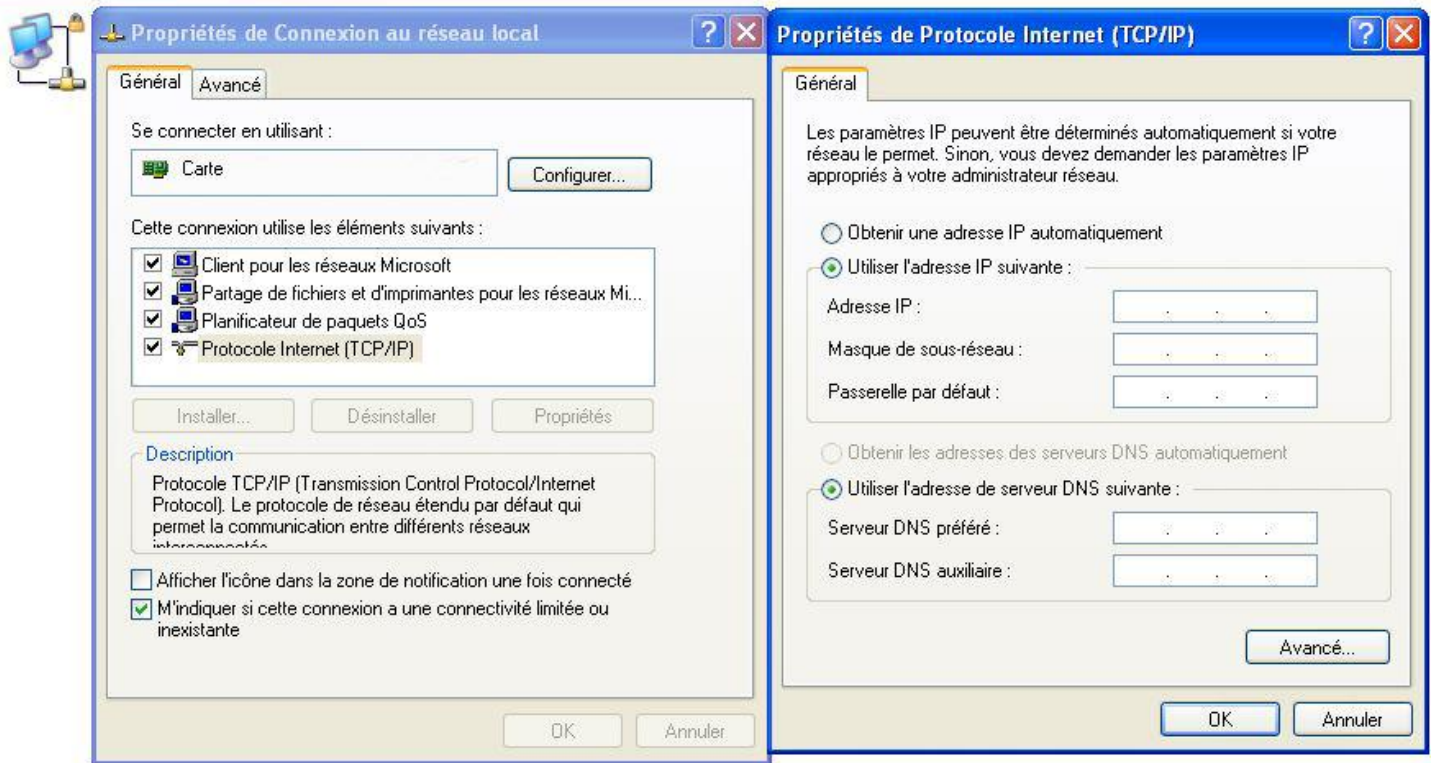 Propriétés de Connexion au réseau local
Général
Avancé
Se connecter en utilisant :
Carte
Configurer...
Cette connexion utilise les éléments suivants :
Client pour les réseaux Microsoft
Partage de fichiers et d'imprimantes pour les réseaux Mi...
Planificateur de paquets QoS
Protocole Internet (TCP/IP)
Installer...
Désinstaller
Propriétés
Description
Protocole TCP/IP (Transmission Control Protocol/Internet
Protocol). Le protocole de réseau étendu par défaut qui
permet la communication entre différents réseaux
interconnectés.
Afficher l'icône dans la zone de notification une fois connecté
M'indiquer si cette connexion a une connectivité limitée ou
inexistante
OK
Annuler
Propriétés de Protocole Internet (TCP/IP)
Général
Les paramètres IP peuvent être déterminés automatiquement si votre
réseau le permet. Sinon, vous devez demander les paramètres IP
appropriés à votre administrateur réseau.
Obtenir une adresse IP automatiquement
Utiliser l'adresse IP suivante :
Adresse IP :
Masque de sous-réseau :
Passerelle par défaut :
Obtenir les adresses des serveurs DNS automatiquement
Utiliser l'adresse de serveur DNS suivante :
Serveur DNS préféré :
Serveur DNS auxiliaire :
Avancé...
OK
Annuler